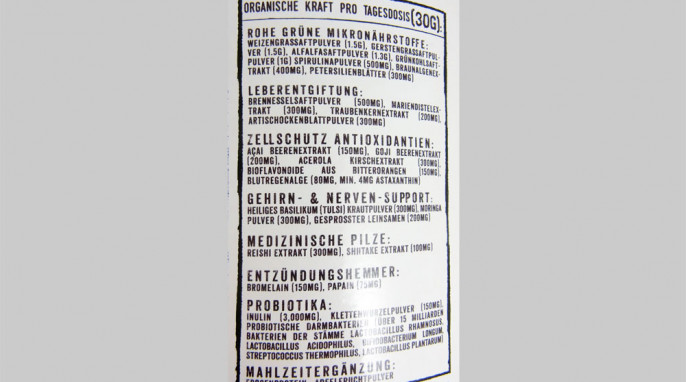 ORGANISCHE KRAFT PRO TAGESDOSIS (30G):
ROHE GRÜNE MIKRONÄHRSTOFFE:
WEIZENGRASSAFTPULVER (1.5G), GERSTENGRASSAFTPUL-
VER (1.5G), ALFALFASAFTPULVER (1.3G), GRÜNKOHLSAFT-
PULVER (1G) SPIRULINAPULVER (500MG), BRAUNALGENEX-
TRAKT (400MG), PETERSILIENBLÄTTER (300MG)
LEBERENTGIFTUNG:
BRENNESSELSAFTPULVER (500MG), MARIENDISTELEX-
TRAKT (300MG), TRAUBENKERNEXTRAKT (200MG),
ARTISCHOCKENBLATTPULVER (300MG)
ZELLSCHUTZ ANTIOXIDANTIEN:
AÇAI BEERENEXTRAKT (150MG), GOJI BEERENEXTRAKT
(200MG), ACEROLA KIRSCHEXTRAKT (300MG),
BIOFLAVONOIDE AUS BITTERORANGEN (150MG),
BLUTREGENALGE (80MG, MIN. 4MG ASTAXANTHIN)
GEHIRN- & NERVEN-SUPPORT:
HEILIGES BASILIKUM (TULSI) KRAUTPULVER (300MG), MORINGA
PULVER (300MG), GESPROSSTER LEINSAMEN (200MG)
MEDIZINISCHE PILZE:
REISHI EXTRAKT (300MG), SHIITAKE EXTRAKT (100MG)
ENTZÜNDUNGSHEMMER:
BROMELAIN (150MG), PAPAIN (75MG)
PROBIOTIKA:
INULIN (3,000MG), KLETTENWURZELPULVER (150MG),
PROBIOTISCHE DARMBAKTERIEN (ÜBER 15 MILLIARDEN
BAKTERIEN DER STÄMME LACTOBACILLUS RHAMNOSUS,
LACTOBACILLUS ACIDOPHILUS, BIFIDOBACTERIUM LONGUM,
STREPTOCOCCUS THERMOPHILUS, LACTOBACILLUS PLANTARUM)
MAHLZEITERGÄNZUNG:
ERBSENPROTEIN, APFELFRUCHTPULVER